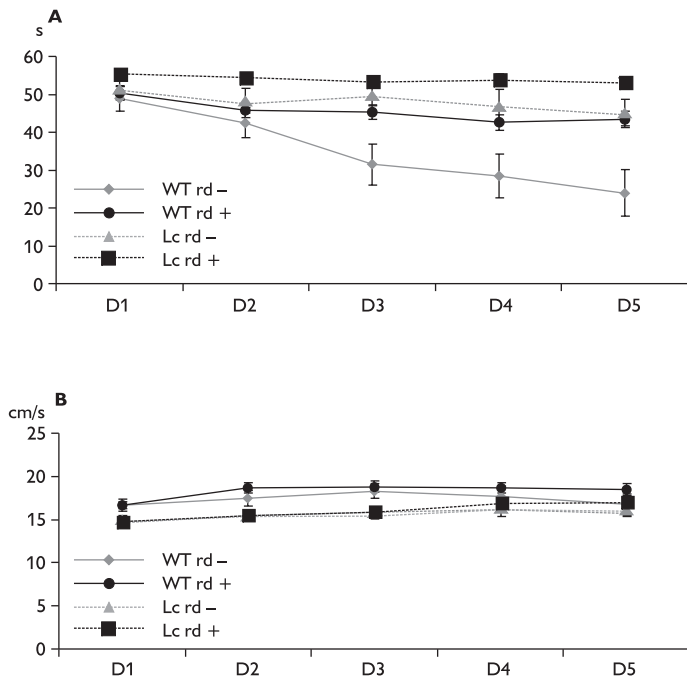 A
s
60
50
40
30
20
10
0
WT rd –
WT rd +
Lc rd –
Lc rd +
D1 D2 D3 D4 D5
B
cm/s
25
20
15
10
5
0
WT rd –
WT rd +
Lc rd –
Lc rd +
D1 D2 D3 D4 D5